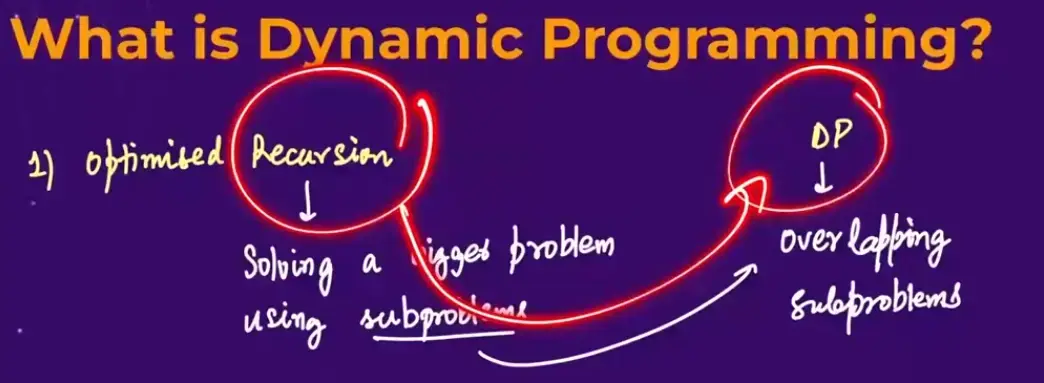 What is Dynamic Programming?
1) Optimised Recursion
Solving a bigger problem
using subproblems
DP
overlapping
subproblems